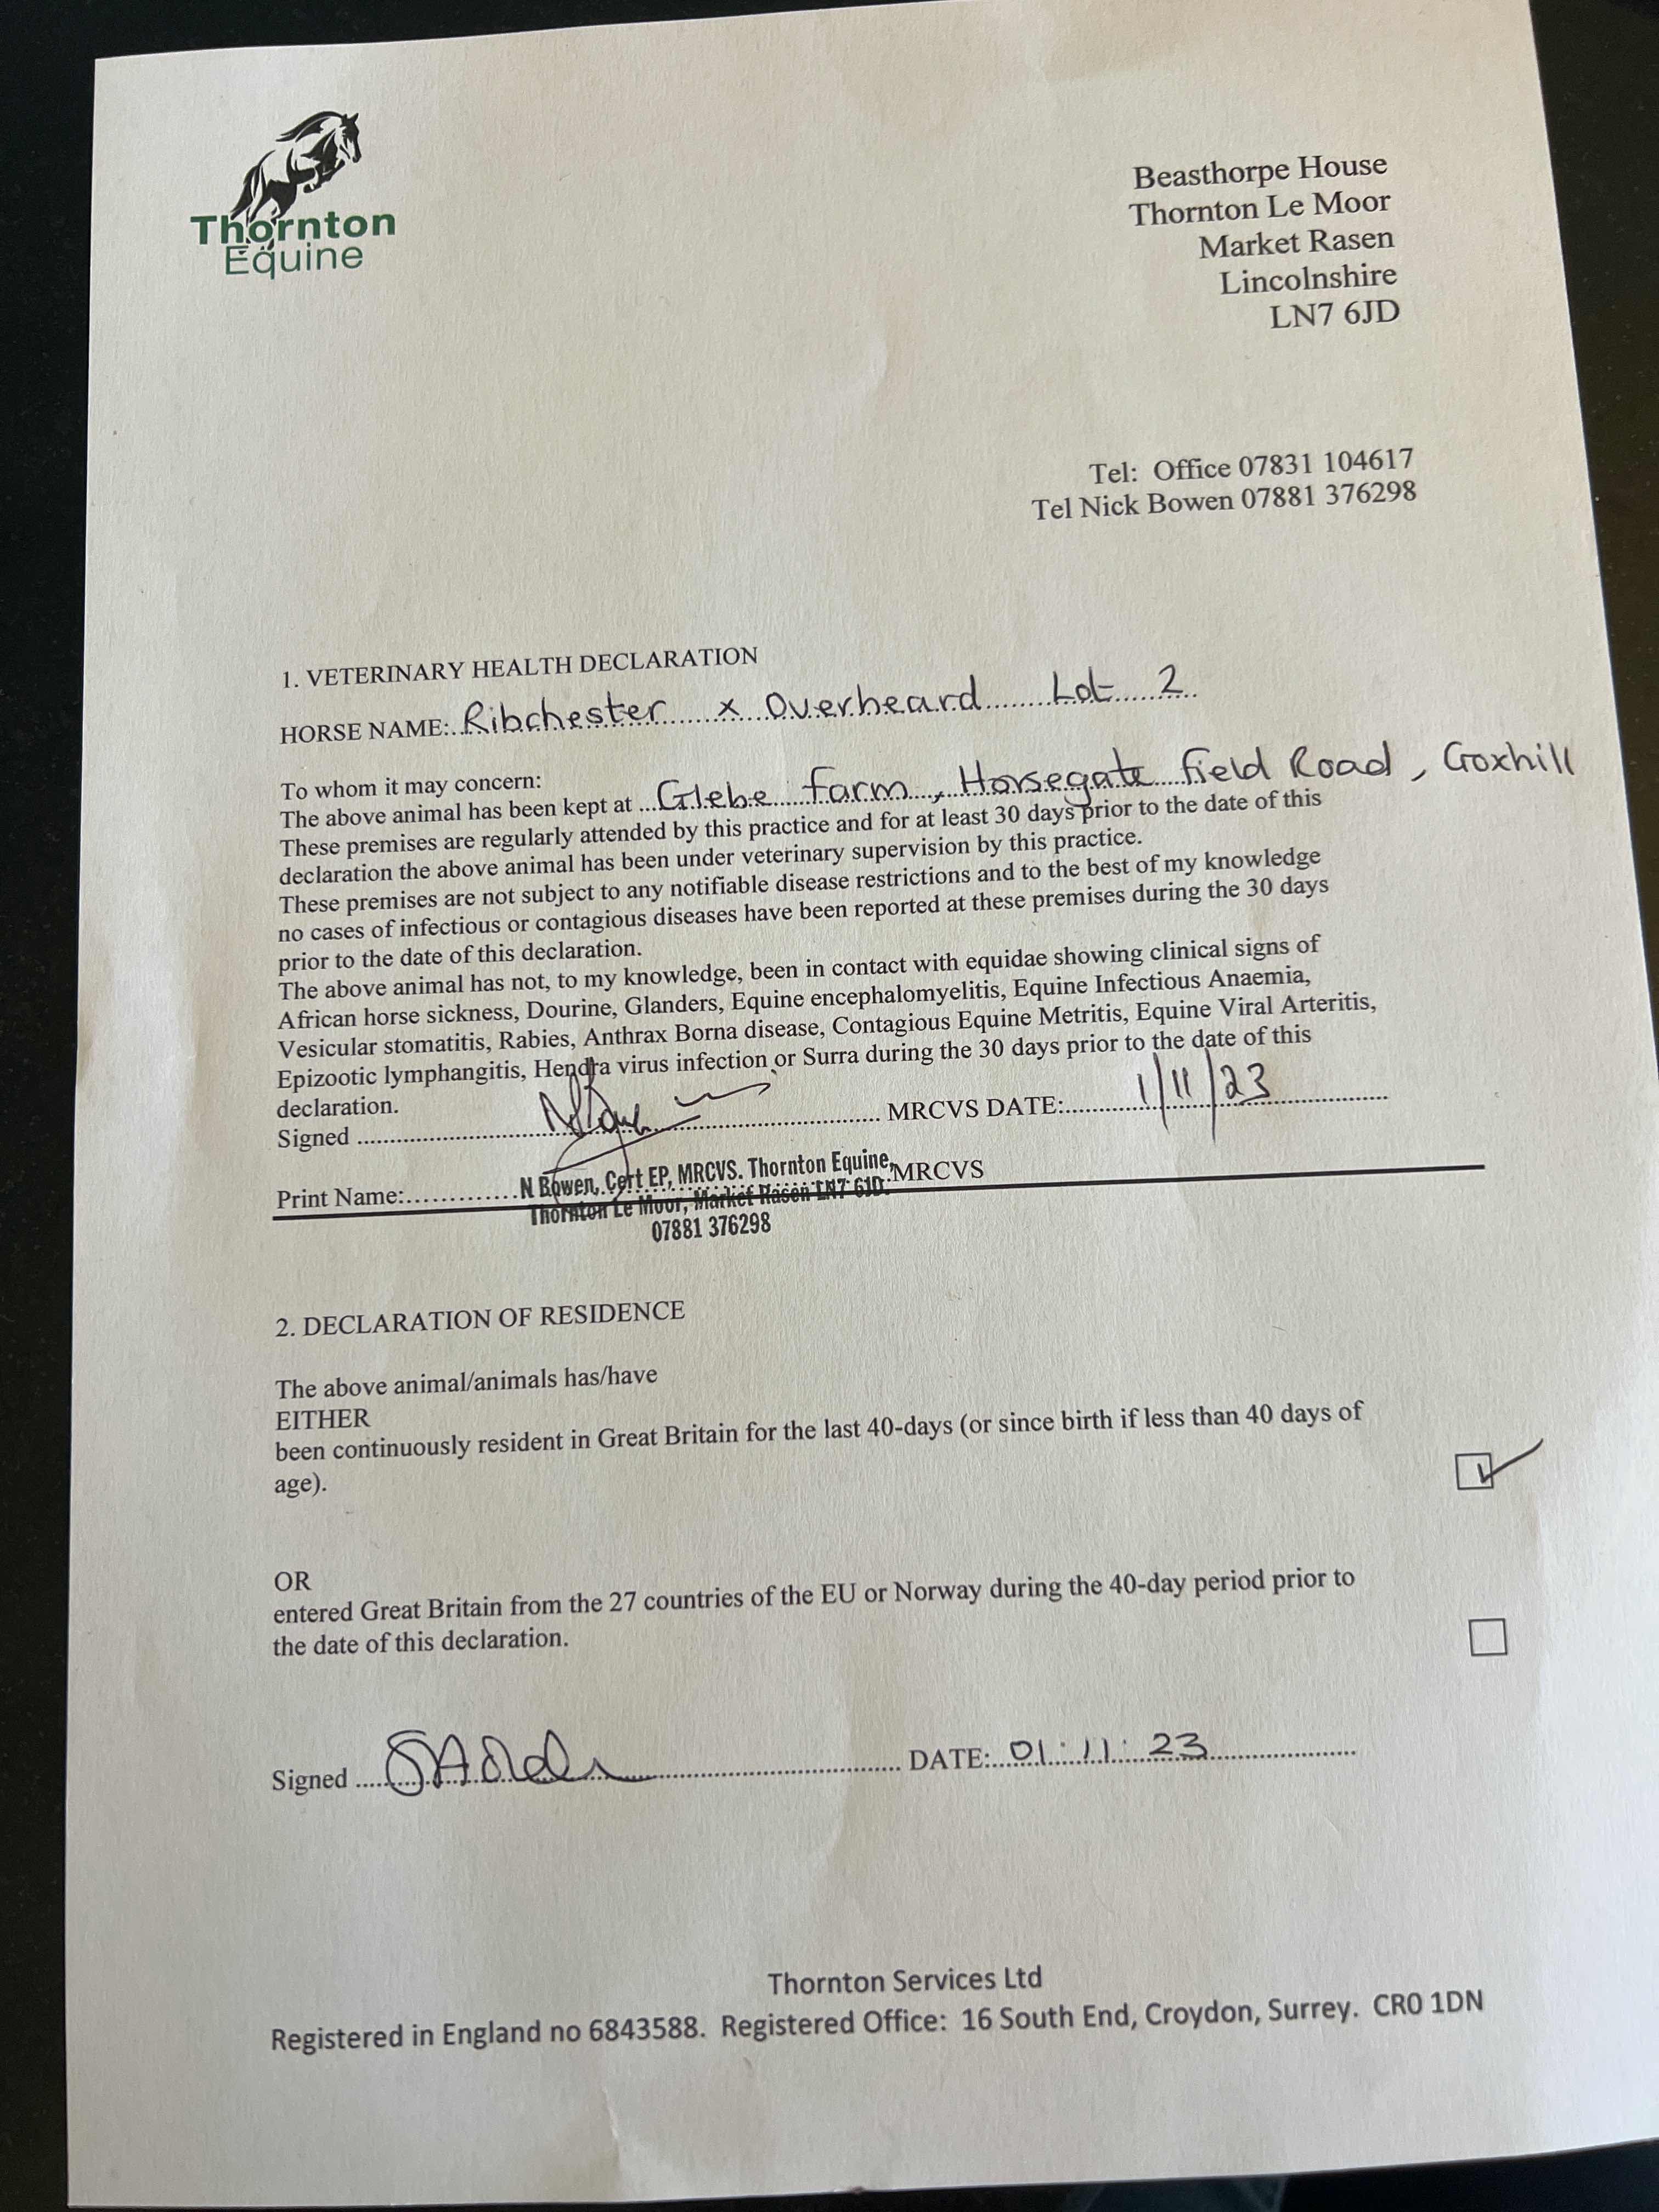 Thornton
Equine
Beasthorpe House
Thornton Le Moor
Market Rasen
Lincolnshire
LN7 6JD
Tel: Office 07831 104617
Tel Nick Bowen 07881 376298
1. VETERINARY HEALTH DECLARATION
HORSE NAME: Ribchester x Overheard Lot 2
To whom it may concern:
The above animal has been kept at Glebe Farm, Horsegate Field Road, Goxhill
These premises are regularly attended by this practice and for at least 30 days prior to the date of this
declaration the above animal has been under veterinary supervision by this practice.
These premises are not subject to any notifiable disease restrictions and to the best of my knowledge
no cases of infectious or contagious diseases have been reported at these premises during the 30 days
prior to the date of this declaration.
The above animal has not, to my knowledge, been in contact with equidae showing clinical signs of
African horse sickness, Dourine, Glanders, Equine encephalomyelitis, Equine Infectious Anaemia,
Vesicular stomatitis, Rabies, Anthrax Borna disease, Contagious Equine Metritis, Equine Viral Arteritis,
Epizootic lymphangitis, Hendra virus infection or Surra during the 30 days prior to the date of this
declaration.
Signed MRCVS DATE: 1/11/23
Print Name: N Bowen, Cert EP, MRCVS. Thornton Equine, MRCVS
Thornton Le Moor, Market Rasen LN7 6JD.
07881 376298
2. DECLARATION OF RESIDENCE
The above animal/animals has/have
EITHER
been continuously resident in Great Britain for the last 40-days (or since birth if less than 40 days of
age).
OR
entered Great Britain from the 27 countries of the EU or Norway during the 40-day period prior to
the date of this declaration.
Signed DATE: 01:11:23
Thornton Services Ltd
Registered in England no 6843588. Registered Office: 16 South End, Croydon, Surrey. CR0 1DN